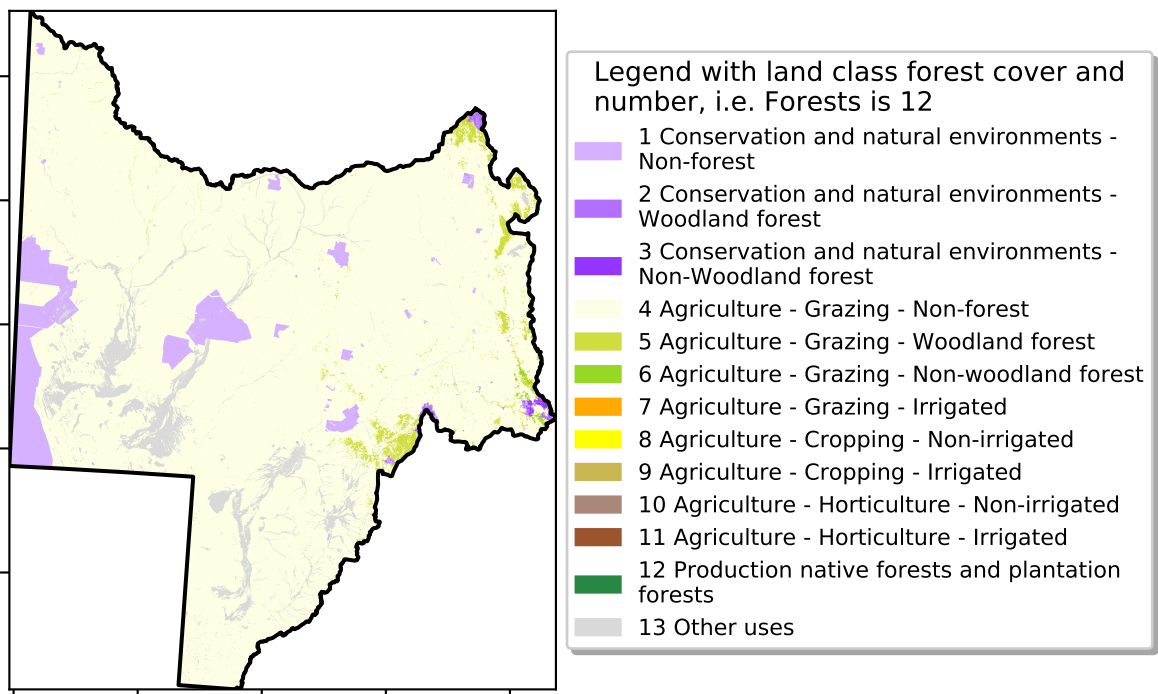 Legend with land class forest cover and
number, i.e. Forests is 12
1 Conservation and natural environments -
Non-forest
2 Conservation and natural environments -
Woodland forest
3 Conservation and natural environments -
Non-Woodland forest
4 Agriculture - Grazing - Non-forest
5 Agriculture - Grazing - Woodland forest
6 Agriculture - Grazing - Non-woodland forest
7 Agriculture - Grazing - Irrigated
8 Agriculture - Cropping - Non-irrigated
9 Agriculture - Cropping - Irrigated
10 Agriculture - Horticulture - Non-irrigated
11 Agriculture - Horticulture - Irrigated
12 Production native forests and plantation
forests
13 Other uses